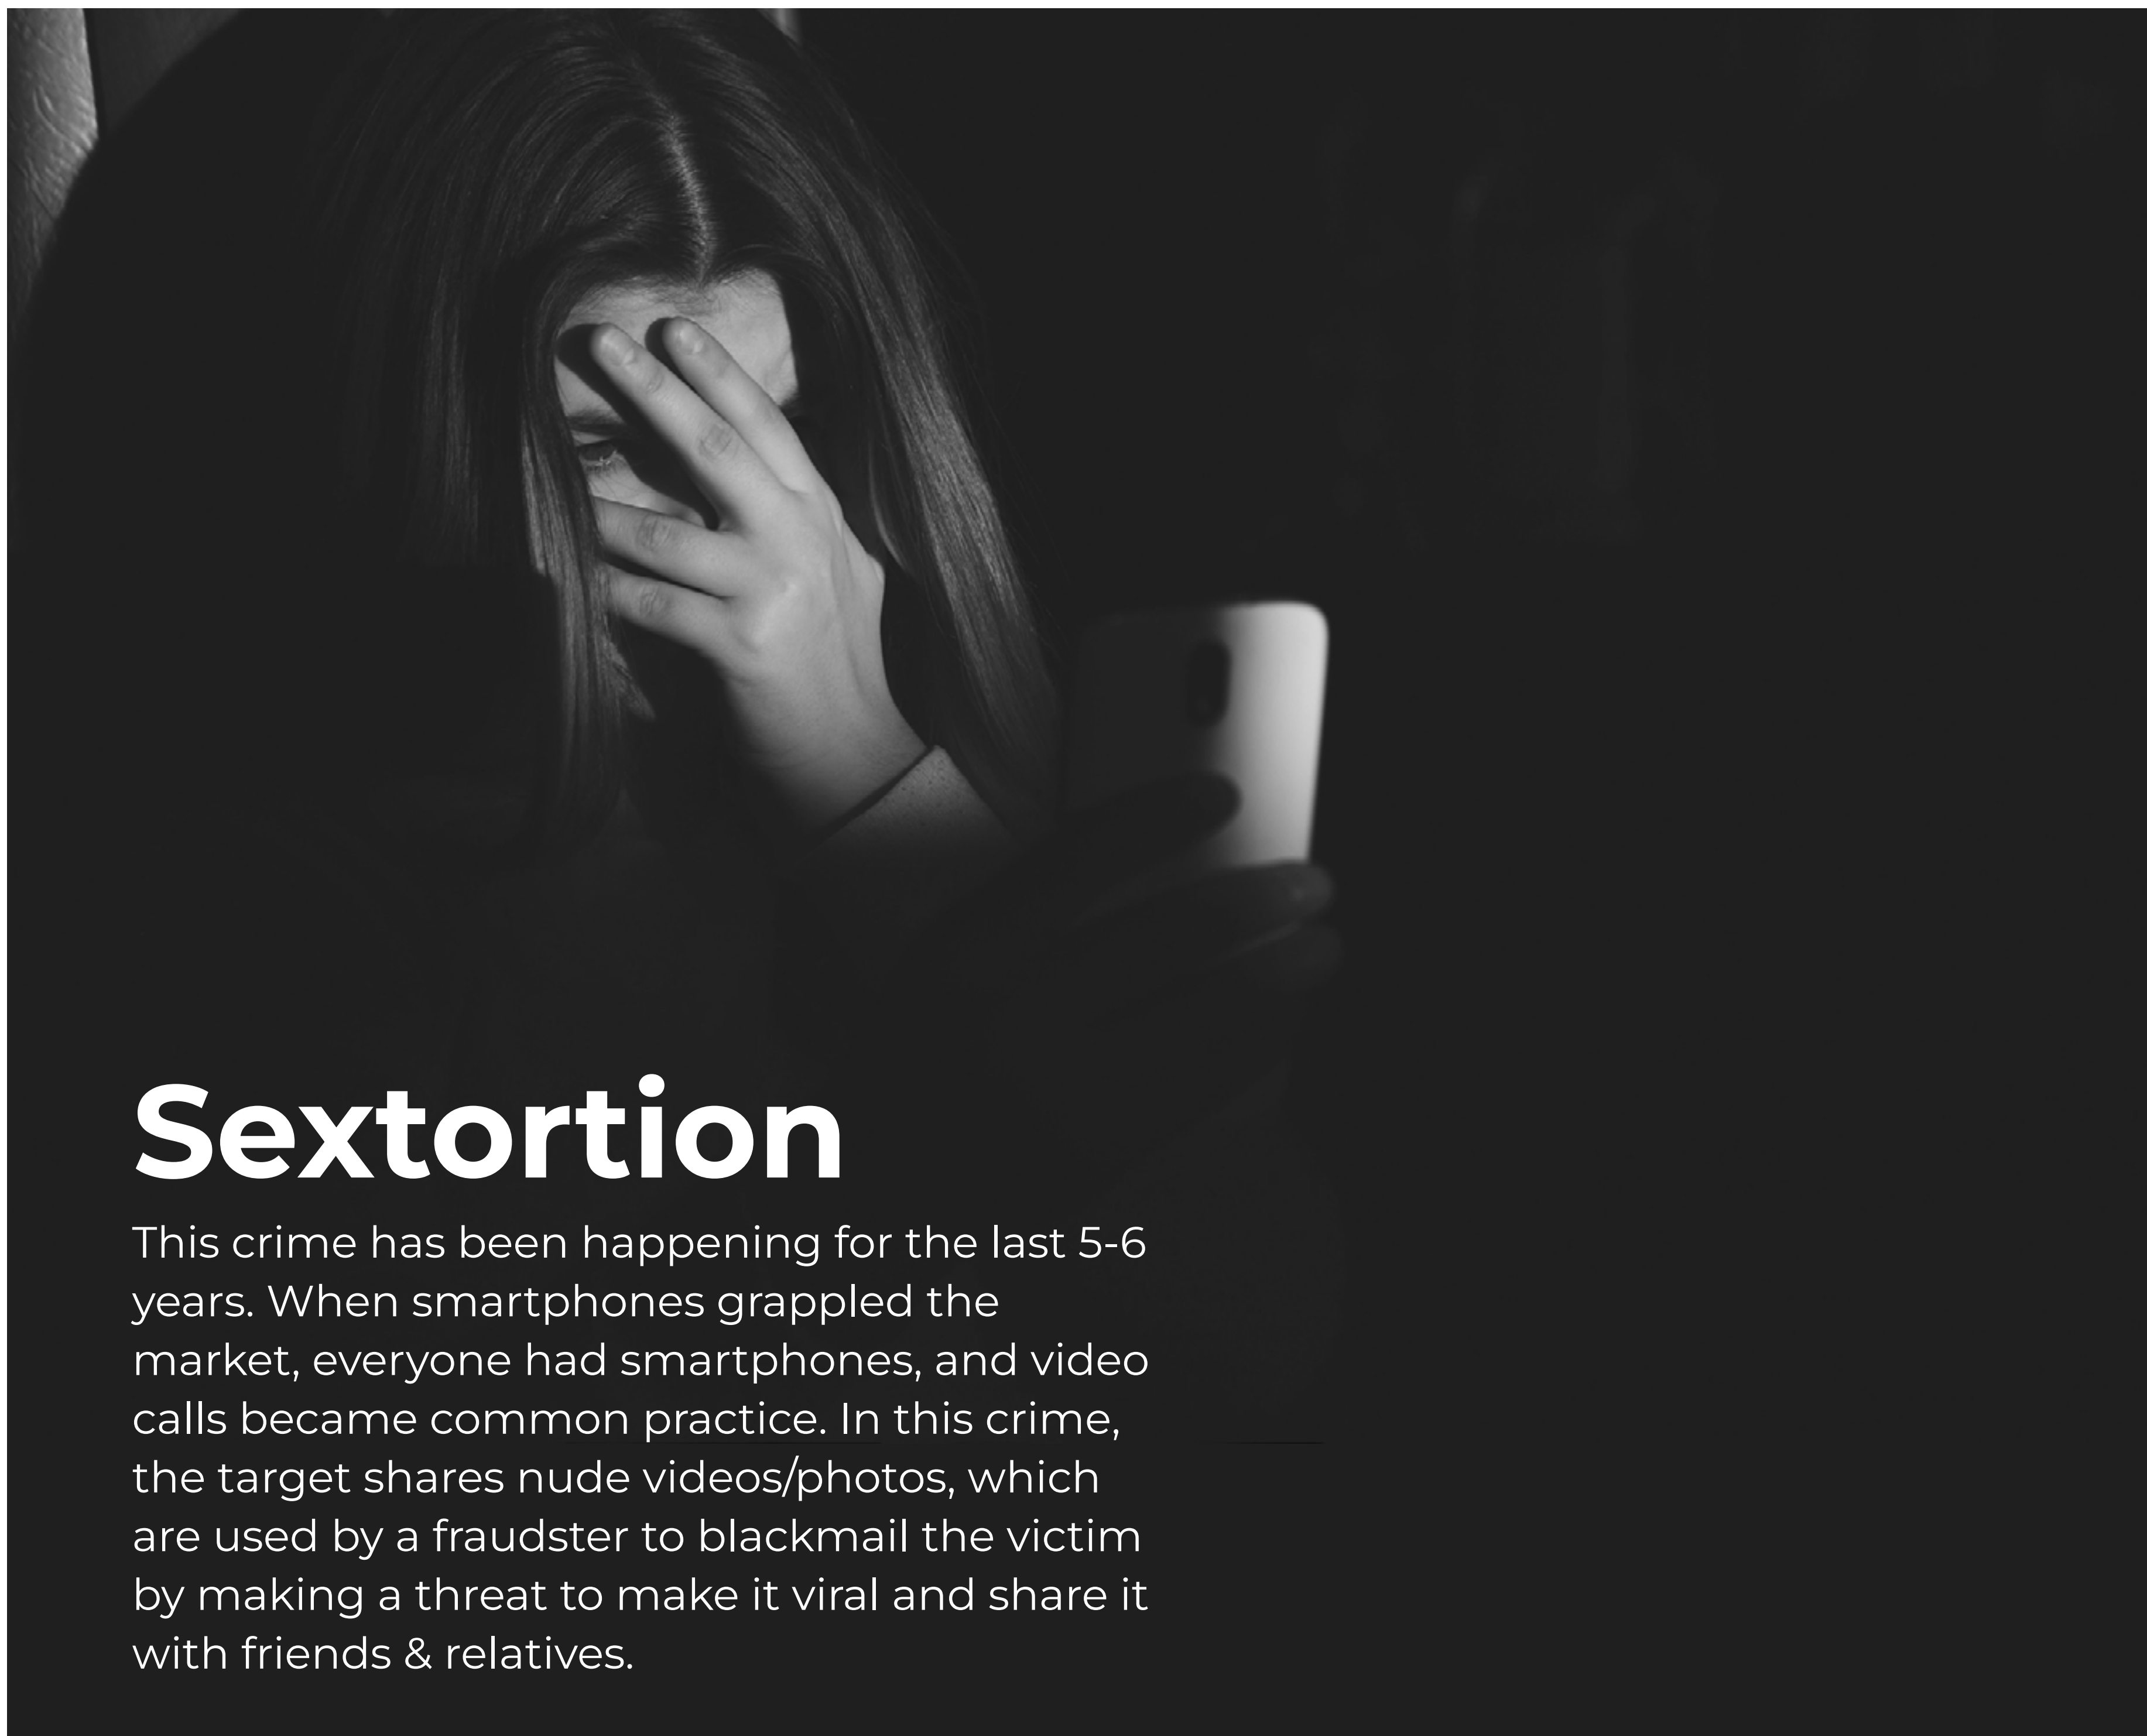 Sextortion
This crime has been happening for the last 5-6
years. When smartphones grappled the
market, everyone had smartphones, and video
calls became common practice. In this crime,
the target shares nude videos/photos, which
are used by a fraudster to blackmail the victim
by making a threat to make it viral and share it
with friends & relatives.